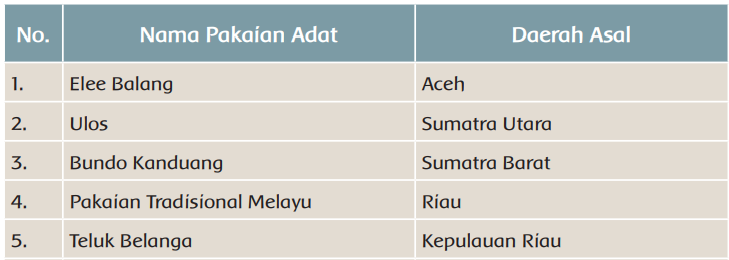 No. Nama Pakaian Adat Daerah Asal
1. Elee Balang Aceh
2. Ulos Sumatra Utara
3. Bundo Kanduang Sumatra Barat
4. Pakaian Tradisional Melayu Riau
5. Teluk Belanga Kepulauan Riau